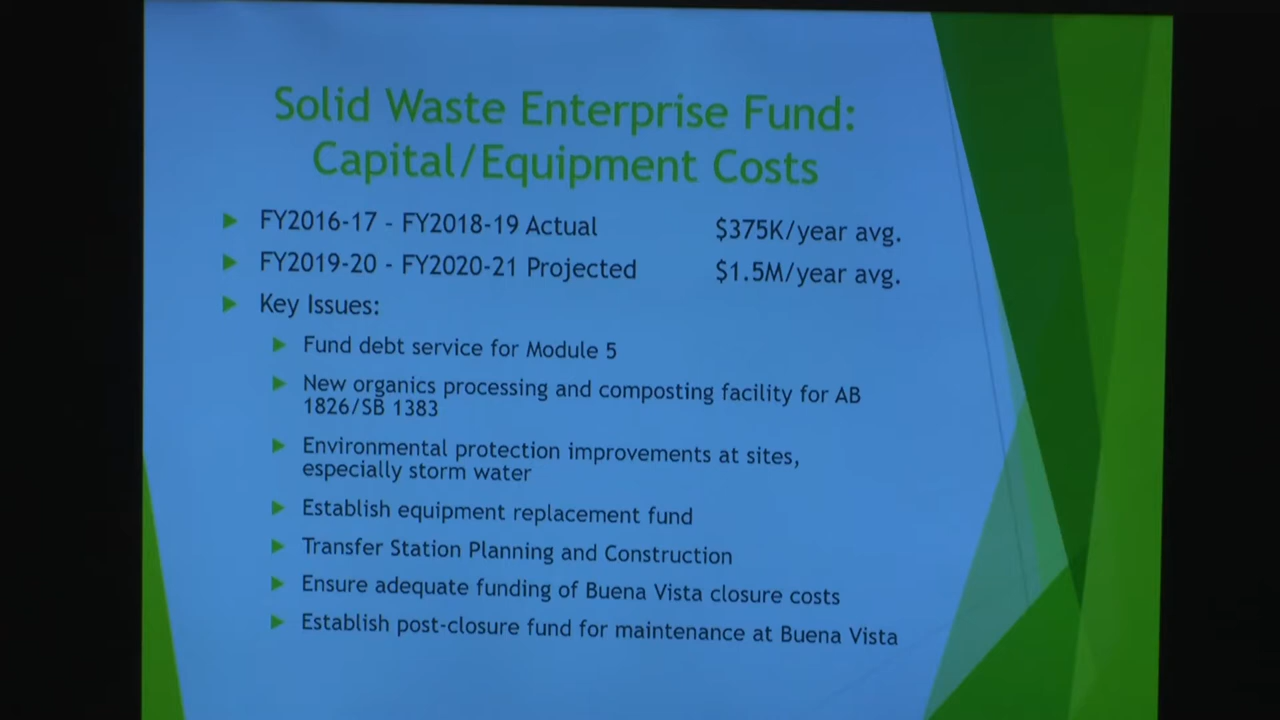 Solid Waste Enterprise Fund:
Capital/Equipment Costs
FY2016-17 - FY2018-19 Actual $375K/year avg.
FY2019-20 - FY2020-21 Projected $1.5M/year avg.
Key Issues:
Fund debt service for Module 5
New organics processing and composting facility for AB
1826/SB 1383
Environmental protection improvements at sites,
especially storm water
Establish equipment replacement fund
Transfer Station Planning and Construction
Ensure adequate funding of Buena Vista closure costs
Establish post-closure fund for maintenance at Buena Vista